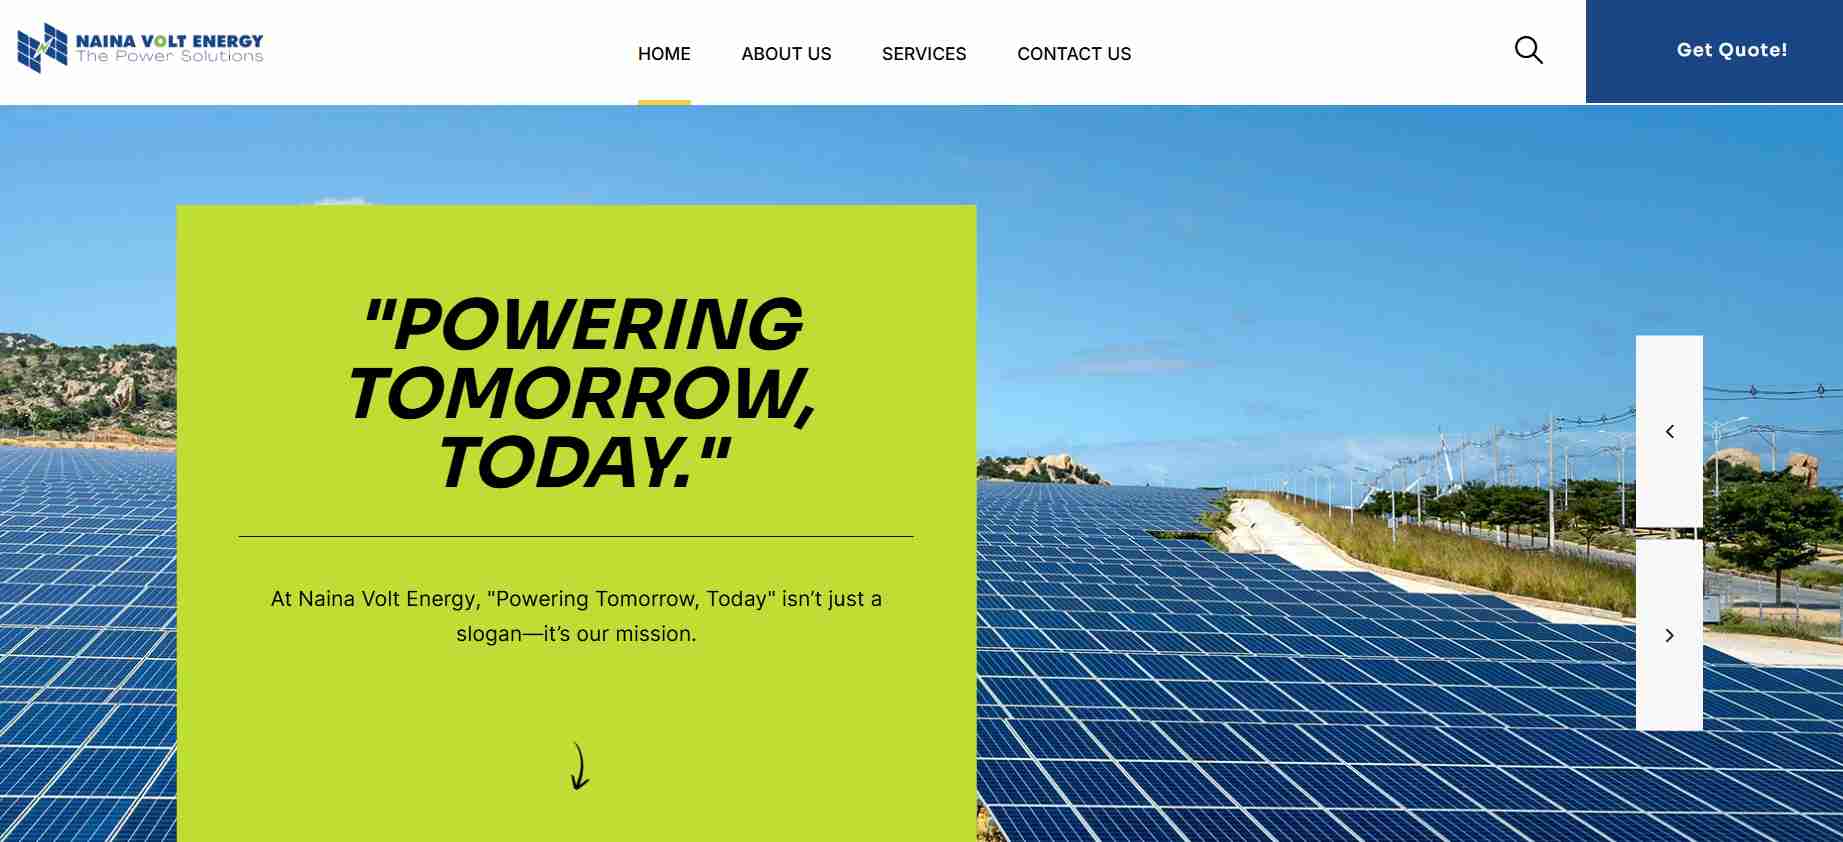 NAINA VOLT ENERGY
The Power Solutions
HOME
ABOUT US
SERVICES
CONTACT US
Get Quote!
"POWERING
TOMORROW,
TODAY."
At Naina Volt Energy, "Powering Tomorrow, Today" isn’t just a
slogan—it’s our mission.